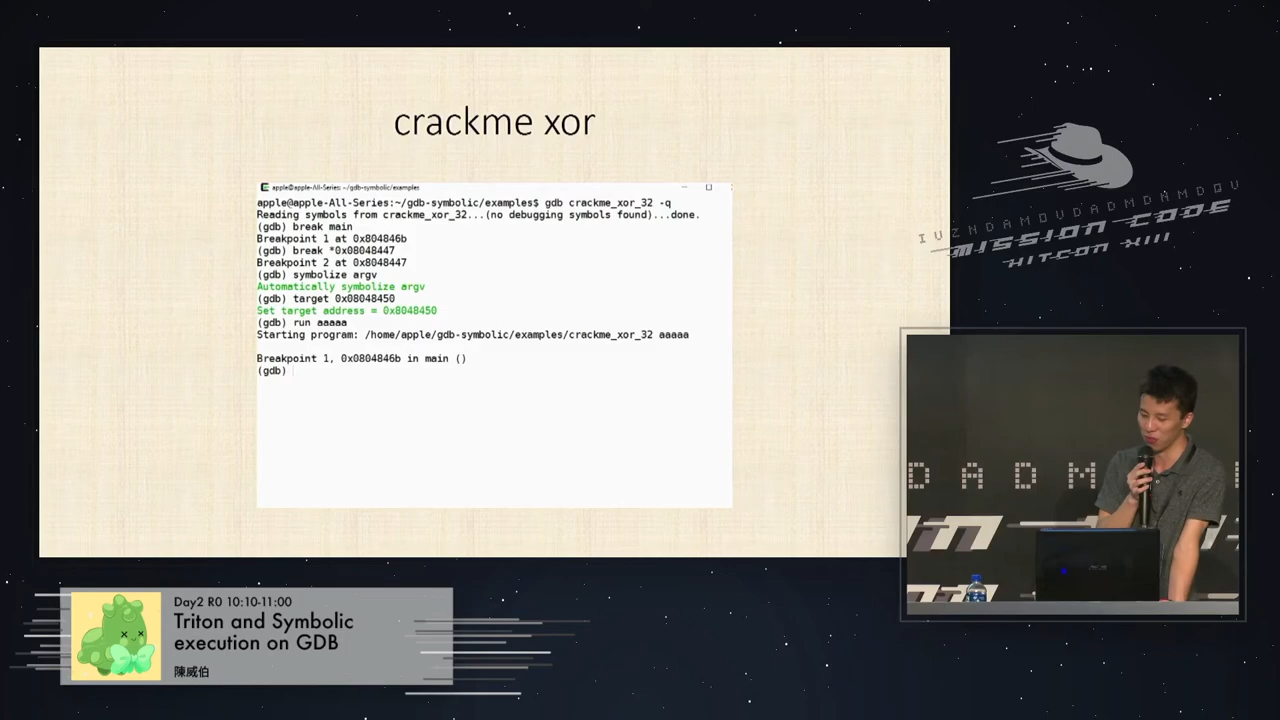 crackme xor
apple@apple-All-Series: ~/gdb-symbolic/examples
apple@apple-All-Series:~/gdb-symbolic/examples$ gdb crackme_xor_32 -q
Reading symbols from crackme_xor_32...(no debugging symbols found)...done.
(gdb) break main
Breakpoint 1 at 0x804846b
(gdb) break *0x08048447
Breakpoint 2 at 0x8048447
(gdb) symbolize argv
Automatically symbolize argv
(gdb) target 0x08048450
Set target address = 0x8048450
(gdb) run aaaaa
Starting program: /home/apple/gdb-symbolic/examples/crackme_xor_32 aaaaa
Breakpoint 1, 0x0804846b in main ()
(gdb)
IVZNDAMQVDADMDAHMDQV
MISSION CODE
HITCON XIII
DADM
Day2 R0 10:10-11:00
Triton and Symbolic
execution on GDB
陳威伯